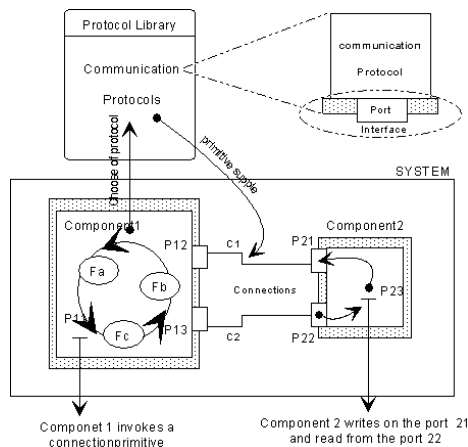 Protocol Library
Communication
Protocols
communication
Protocol
Port
Interface
Choose of protocol
primitive supplie
SYSTEM
Component1
P12
C1
P21
Component2
Fa
Fb
Connections
P23
P11
Fc
P13
C2
P22
Componet 1 invokes a
connectionprimitive
Component 2 writes on the port 21
and read from the port 22